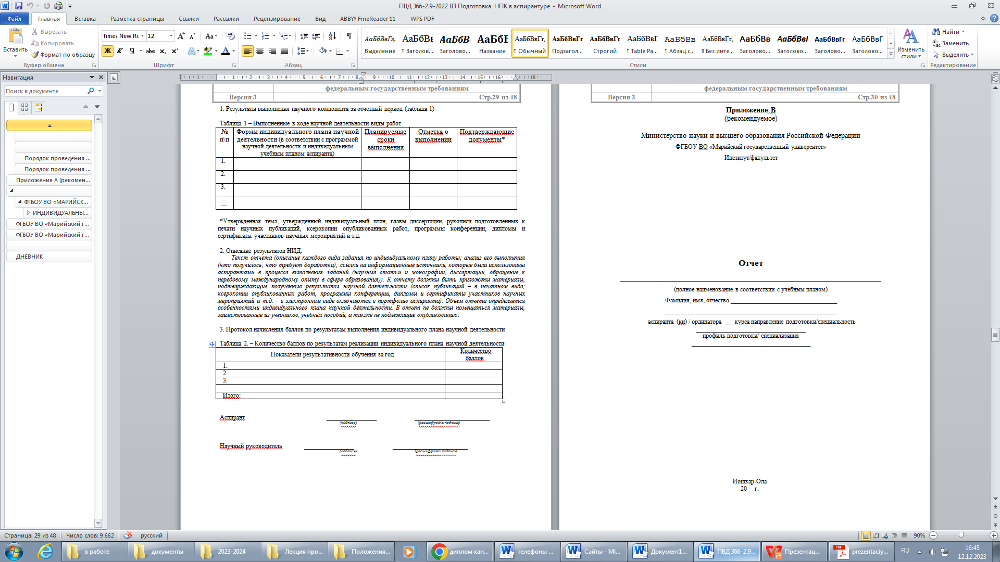 ПВД 366-2.9-2022 В3 Подготовка НПК в аспирантуре - Microsoft Word
Файл Главная Вставка Разметка страницы Ссылки Рассылки Рецензирование Вид ABBYY FineReader 11 WPS PDF
Вставить
Вырезать
Копировать
Формат по образцу
Буфер обмена
Times New Rc 12
Шрифт
Абзац
Выделение
¶ Заголов...
Заголово...
Название
¶ Обычный
Подзагол...
Строгий
¶ Table Pa...
¶ Абзац с...
¶ Без инте...
Заголово...
Заголово...
Заголово...
Заголово...
Стили
Изменить стили
Найти
Заменить
Выделить
Редактирование
Навигация
Поиск в документе
Порядок проведения ...
Порядок проведения ...
Приложение А (рекомен...
ФГБОУ ВО «МАРИЙСК...
ИНДИВИДУАЛЬНЫ...
ФГБОУ ВО «Марийский г...
ФГБОУ ВО «Марийский г...
ДНЕВНИК
федеральным государственным требованиям
Версия 3 Стр.29 из 48
1. Результаты выполнения научного компонента за отчетный период (таблица 1)
Таблица 1 – Выполненные в ходе научной деятельности виды работ
№ п\п
Формы индивидуального плана научной
деятельности (в соответствии с программой
научной деятельности и индивидуальным
учебным планом аспиранта)
Планируемые
сроки
выполнения
Отметка о
выполнении
Подтверждающие
документы*
1.
2.
3.
…
*Утвержденная тема, утвержденный индивидуальный план, главы диссертации, рукописи подготовленных к
печати научных публикаций, ксерокопии опубликованных работ, программы конференции, дипломы и
сертификаты участников научных мероприятий и т.д.
2. Описание результатов НИД.
Текст отчета (описание каждого вида задания по индивидуальному плану работы; анализ его выполнения
(что получилось, что требует доработки); ссылки на информационные источники, которые были использованы
аспирантами в процессе выполнения заданий (научные статьи и монографии, диссертации, обращение к
передовому международному опыту в сфере образования)). К отчету должны быть приложены материалы,
подтверждающие полученные результаты научной деятельности (список публикаций – в печатном виде;
ксерокопии опубликованных работ, программы конференции, дипломы и сертификаты участников научных
мероприятий и т.д. – в электронном виде включаются в портфолио аспиранта). Объем отчета определяется
особенностями индивидуального плана научной деятельности. В отчет не должны помещаться материалы,
заимствованные из учебников, учебных пособий, а также не подлежащие опубликованию.
3. Протокол начисления баллов по результатам выполнения индивидуального плана научной деятельности
Таблица 2. – Количество баллов по результатам реализации индивидуального плана научной деятельности
Показатели результативности обучения за год
Количество
баллов
1.
2.
3.
……..
Итого:
Аспирант
(подпись) (расшифровка подписи)
Научный руководитель
(подпись) (расшифровка подписи)
федеральным государственным требованиям
Версия 3 Стр.30 из 48
Приложение В
(рекомендуемое)
Министерство науки и высшего образования Российской Федерации
ФГБОУ ВО «Марийский государственный университет»
Институт/факультет
Отчет
(полное наименование в соответствии с учебным планом)
Фамилия, имя, отчество
аспиранта (ки) / ординатора ___ курса направление подготовки/специальность
профиль подготовки/ специализация
Йошкар-Ола
20__ г.
Страница: 29 из 48 Число слов: 9 662 русский 90%
в работе
документы
2023-2024
Лекция про...
Положения...
диплом кан...
телефоны ...
Сайты - Mi...
Документ1...
ПВД 366-2.9...
Презентац...
prezentaciy...
RU
16:45
12.12.2023